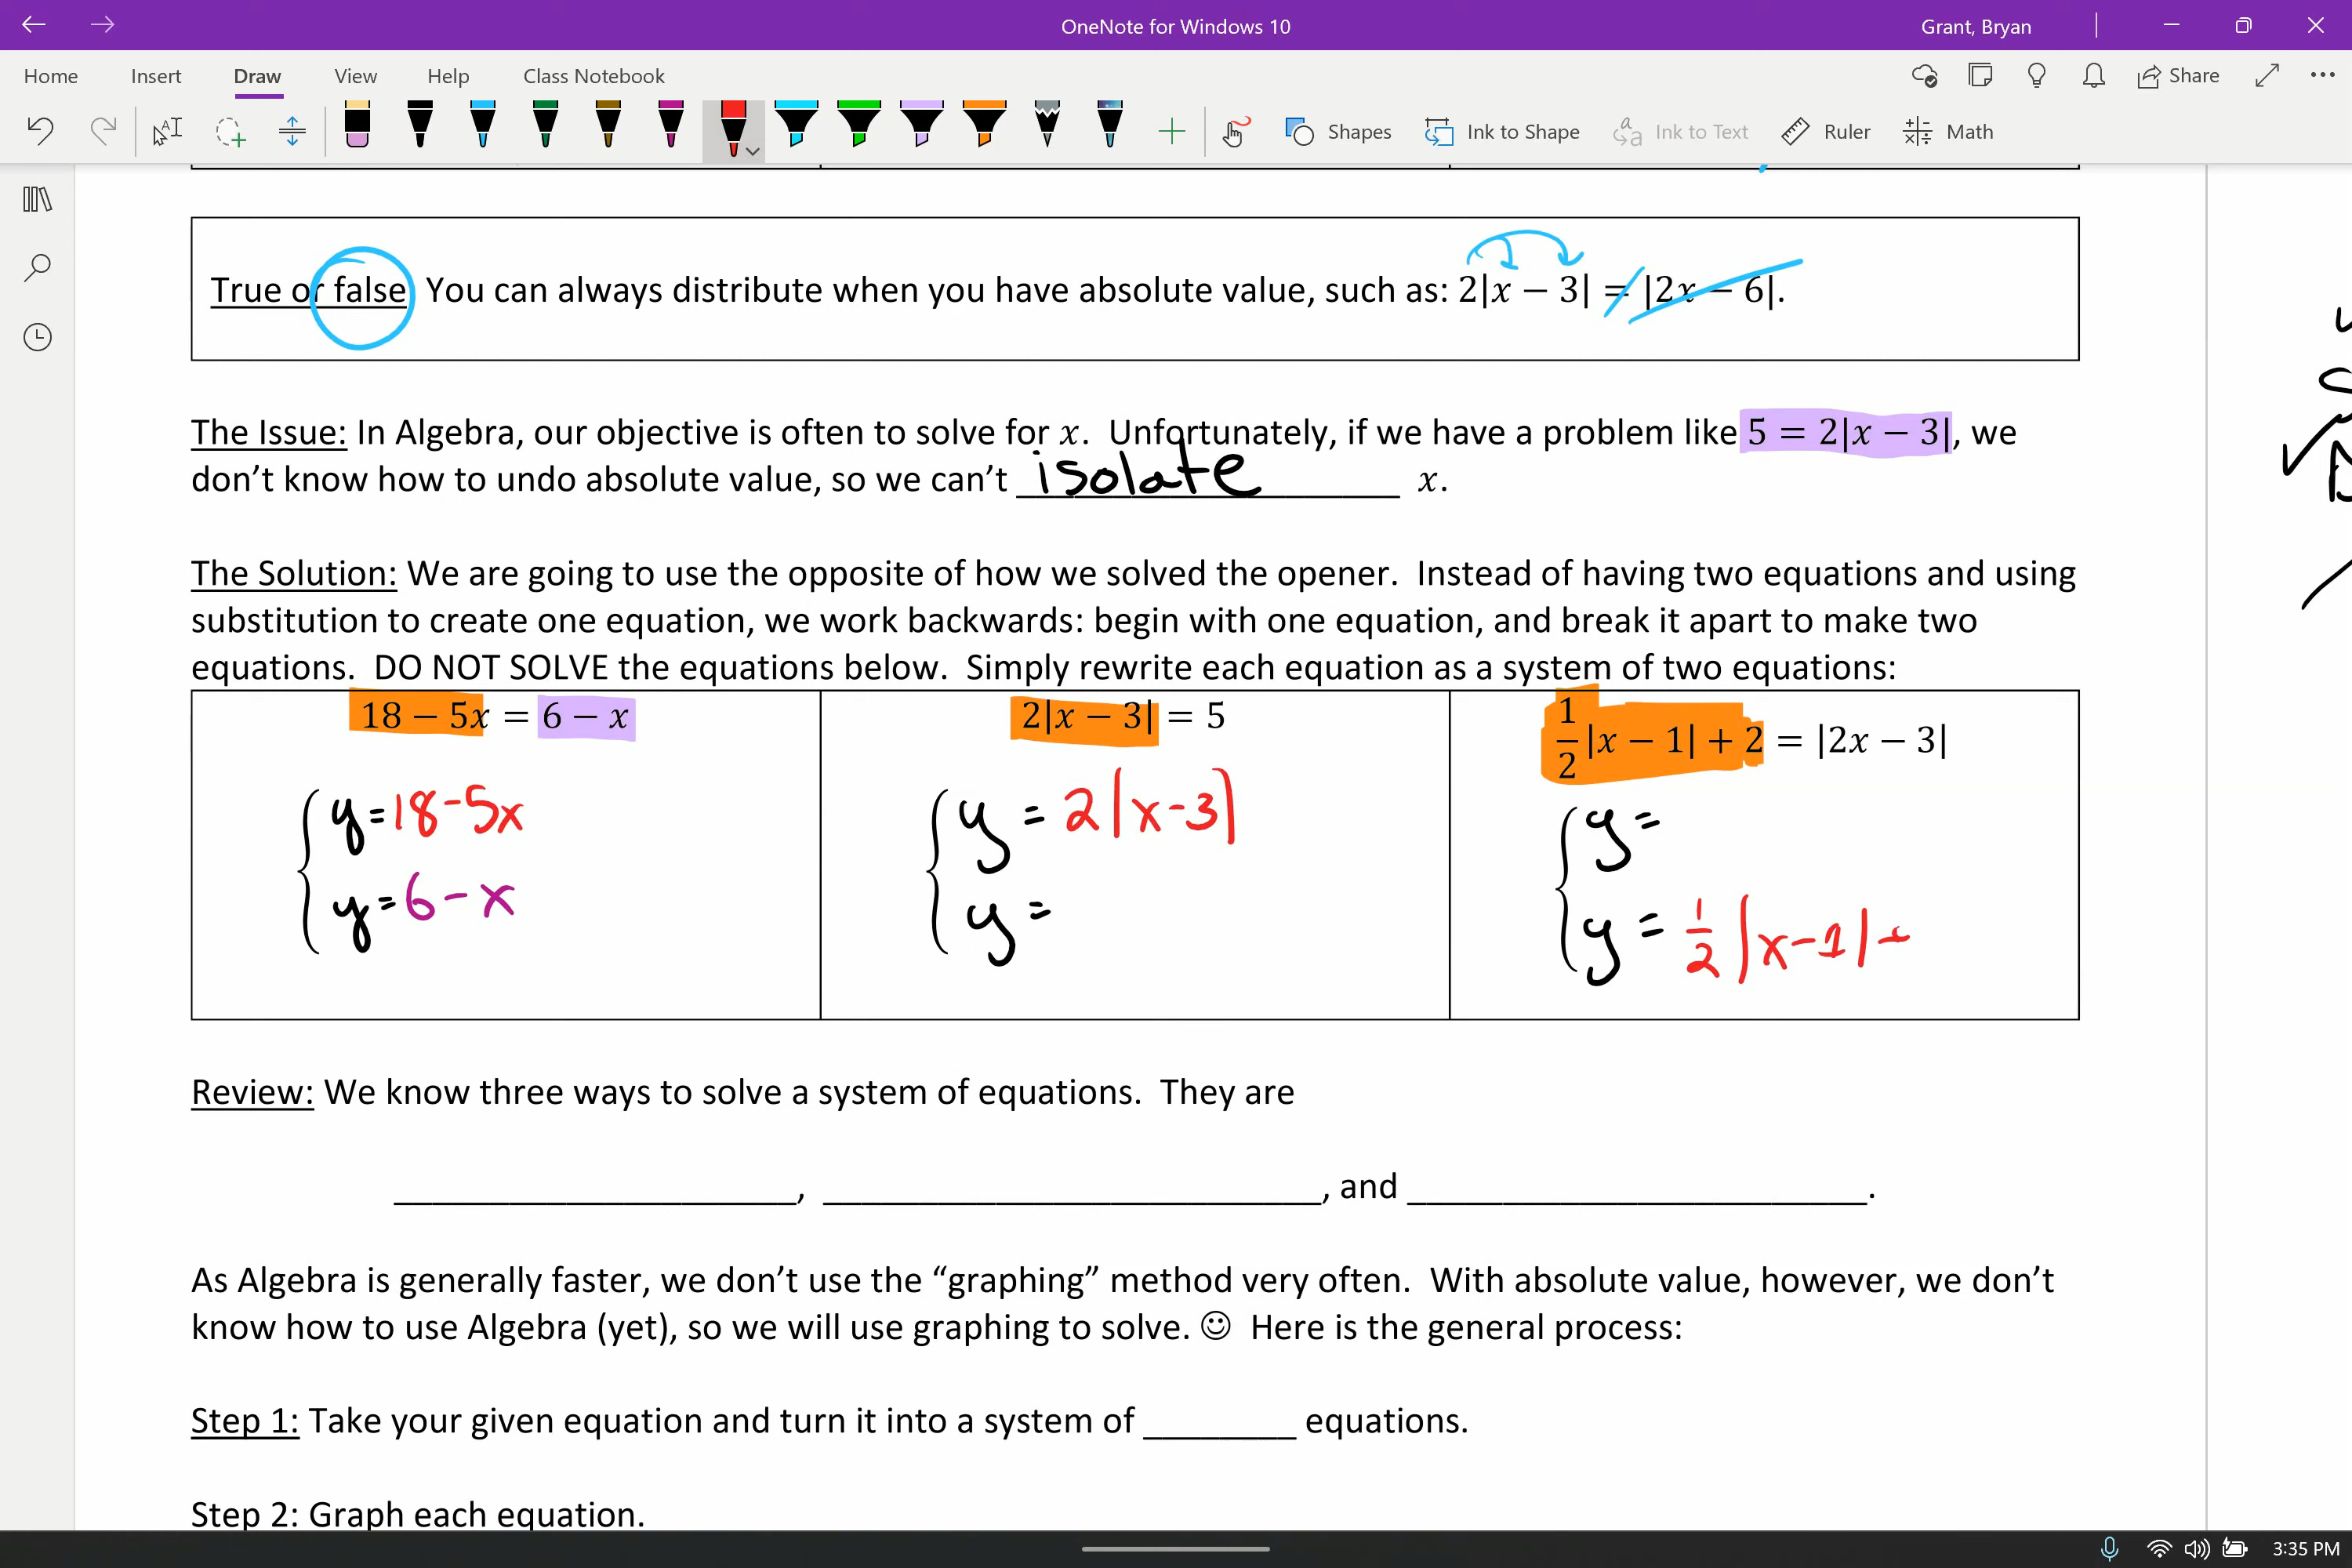 OneNote for Windows 10
Grant, Bryan
Home Insert Draw View Help Class Notebook Share
Shapes Ink to Shape Ink to Text Ruler Math
True or false You can always distribute when you have absolute value, such as: 2|x − 3| = |2x − 6|.
The Issue: In Algebra, our objective is often to solve for x. Unfortunately, if we have a problem like 5 = 2|x − 3|, we
don't know how to undo absolute value, so we can't isolate x.
The Solution: We are going to use the opposite of how we solved the opener. Instead of having two equations and using
substitution to create one equation, we work backwards: begin with one equation, and break it apart to make two
equations. DO NOT SOLVE the equations below. Simply rewrite each equation as a system of two equations:
18 − 5x = 6 − x
y = 18 - 5x
y = 6 - x
2|x − 3| = 5
y = 2|x-3|
y =
1/2|x − 1| + 2 = |2x − 3|
y =
y = 1/2|x-1|+
Review: We know three ways to solve a system of equations. They are
____________________, _________________________, and _______________________.
As Algebra is generally faster, we don't use the “graphing” method very often. With absolute value, however, we don't
know how to use Algebra (yet), so we will use graphing to solve. ☺ Here is the general process:
Step 1: Take your given equation and turn it into a system of ________ equations.
Step 2: Graph each equation.
3:35 PM